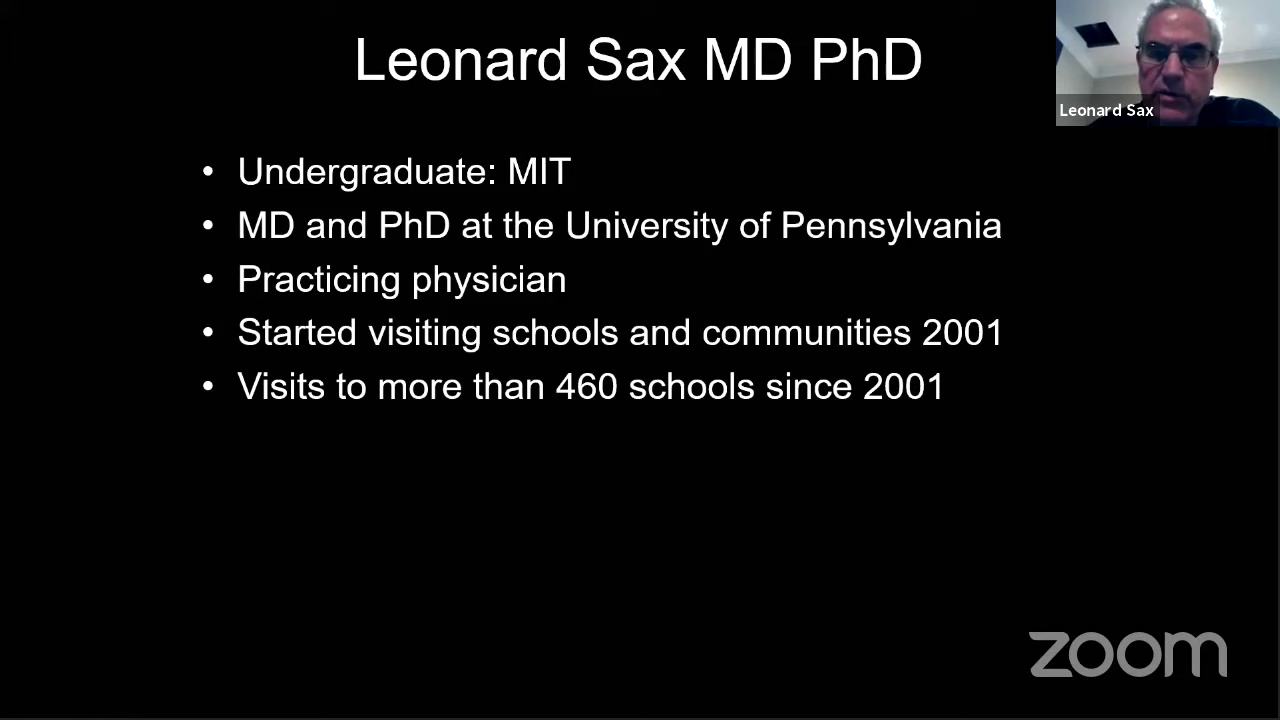 Leonard Sax MD PhD
Leonard Sax
• Undergraduate: MIT
• MD and PhD at the University of Pennsylvania
• Practicing physician
• Started visiting schools and communities 2001
• Visits to more than 460 schools since 2001
zoom